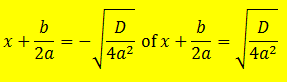 x + b/2a = −√(D/4a²) of x + b/2a = √(D/4a²)